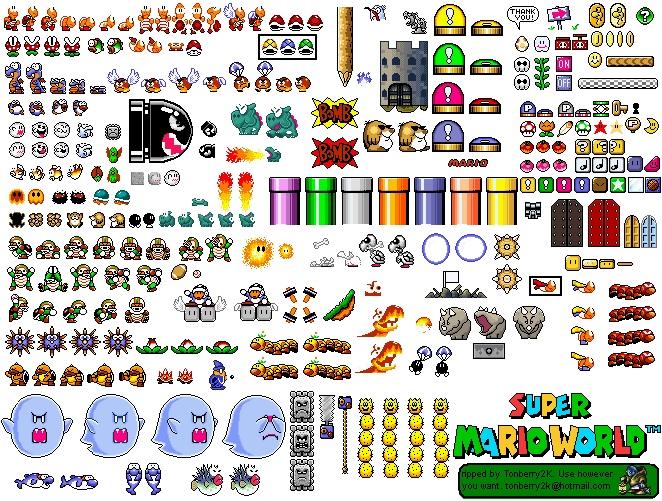 THANK YOU!
ON
OFF
BOMB
BOMB
MARIO
P
P
SUPER
MARIO WORLD TM
ripped by Tonberry2K. Use however
you want. tonberry2k@hotmail.com